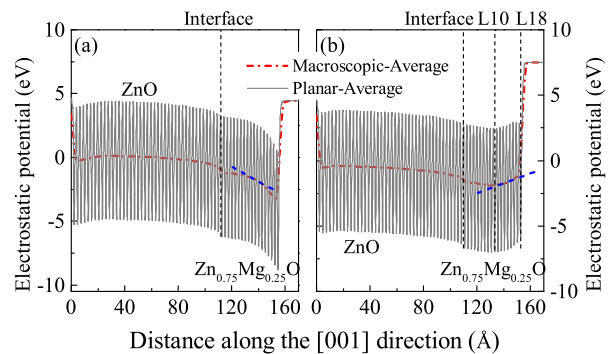 Interface
Interface L10 L18
10
10
(a)
(b)
ZnO
Macroscopic-Average
Planar-Average
5
5
0
0
-5
-5
-10
-10
ZnO
Zn0.75Mg0.25O
Zn0.75Mg0.25O
0 40 80 120 160
0 40 80 120 160
Electrostatic potential (eV)
Electrostatic potential (eV)
Distance along the [001] direction (Å)